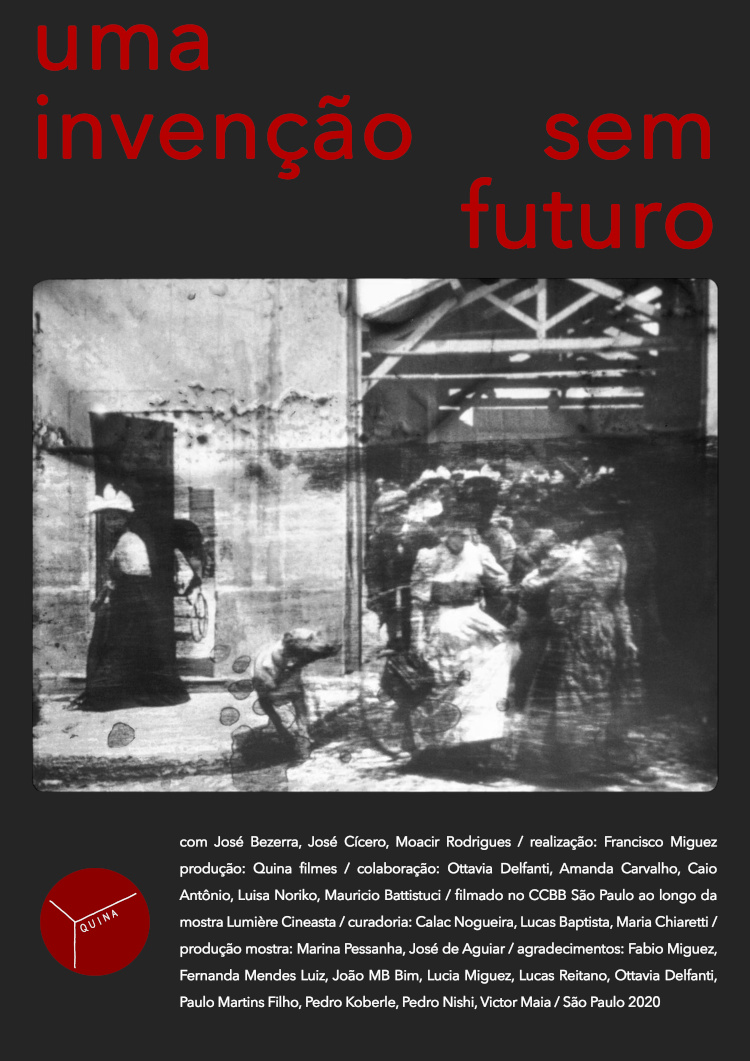 uma
invenção sem
futuro
com José Bezerra, José Cícero, Moacir Rodrigues / realização: Francisco Miguez
produção: Quina filmes / colaboração: Ottavia Delfanti, Amanda Carvalho, Caio
Antônio, Luisa Noriko, Mauricio Battistuci / filmado no CCBB São Paulo ao longo da
mostra Lumière Cineasta / curadoria: Calac Nogueira, Lucas Baptista, Maria Chiaretti /
produção mostra: Marina Pessanha, José de Aguiar / agradecimentos: Fabio Miguez,
Fernanda Mendes Luiz, João MB Bim, Lucia Miguez, Lucas Reitano, Ottavia Delfanti,
Paulo Martins Filho, Pedro Koberle, Pedro Nishi, Victor Maia / São Paulo 2020
QUINA